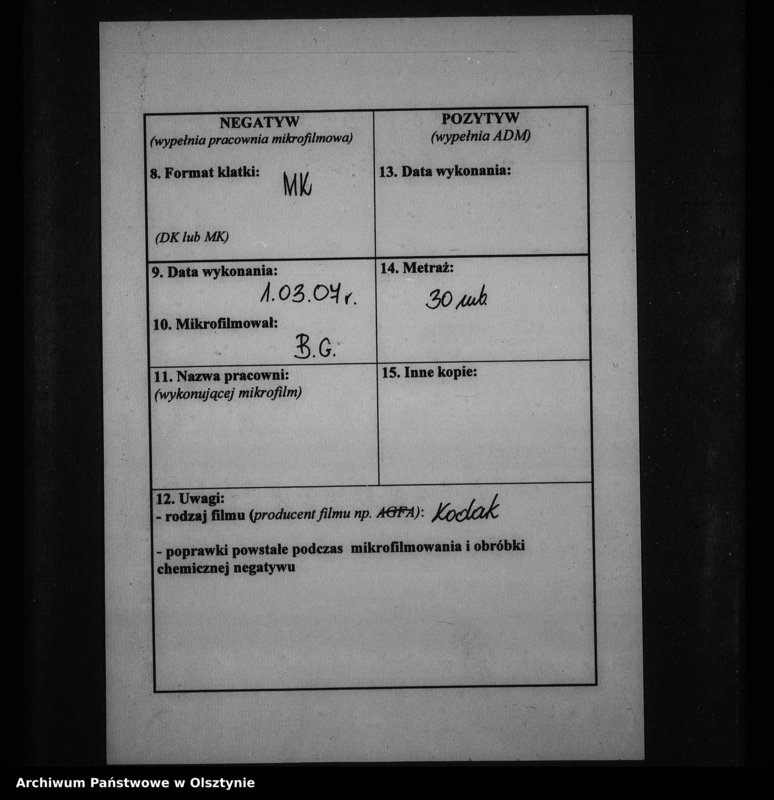 NEGATYW
(wypełnia pracownia mikrofilmowa)
8. Format klatki:
MK
(DK lub MK)
POZYTYW
(wypełnia ADM)
13. Data wykonania:
9. Data wykonania:
1.03.04 r.
10. Mikrofilmował:
B.G.
14. Metraż:
30 mb.
11. Nazwa pracowni:
(wykonującej mikrofilm)
15. Inne kopie:
12. Uwagi:
- rodzaj filmu (producent filmu np. AGFA): Kodak
- poprawki powstałe podczas mikrofilmowania i obróbki
chemicznej negatywu
Archiwum Państwowe w Olsztynie